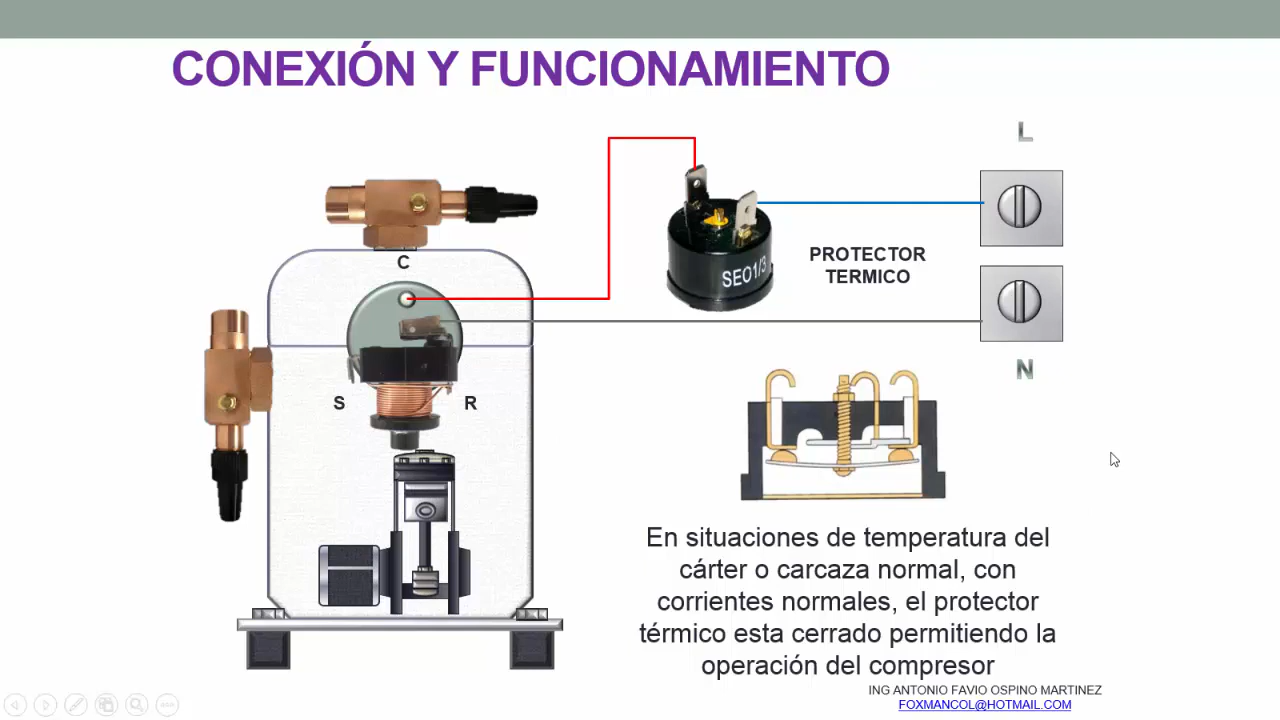 CONEXIÓN Y FUNCIONAMIENTO
L
C
SEO1/3
PROTECTOR
TERMICO
N
S
R
En situaciones de temperatura del
cárter o carcaza normal, con
corrientes normales, el protector
térmico esta cerrado permitiendo la
operación del compresor
ING ANTONIO FAVIO OSPINO MARTINEZ
FOXMANCOL@HOTMAIL.COM